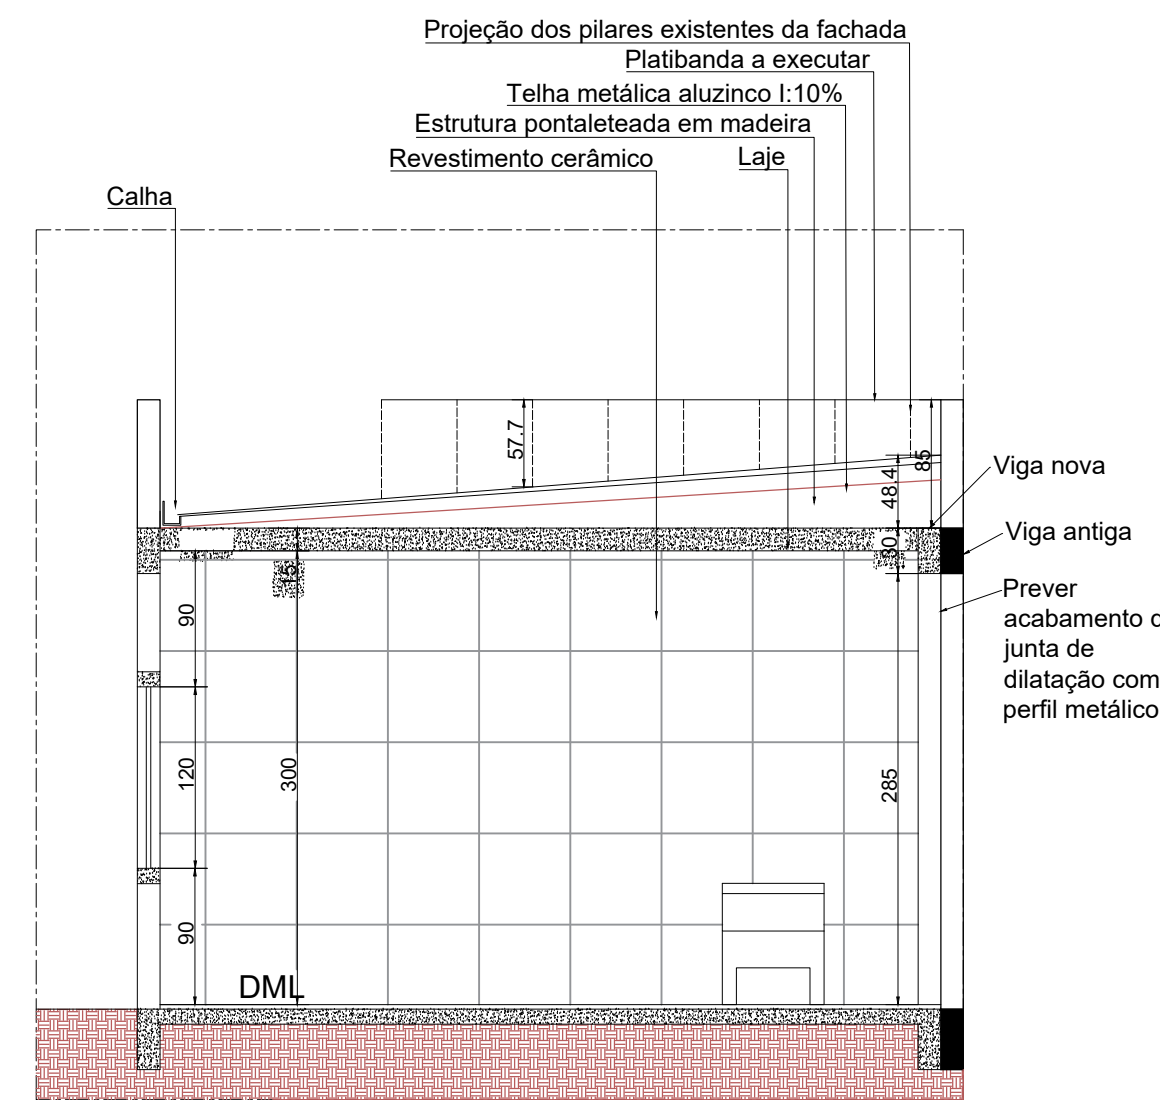 Projeção dos pilares existentes da fachada
Platibanda a executar
Telha metálica aluzinco I:10%
Estrutura pontaleteada em madeira
Revestimento cerâmico
Laje
Calha
57.7
85
48.4
Viga nova
Viga antiga
30
15
Prever
acabamento
junta de
dilatação com
perfil metálico
90
120
300
285
90
DML